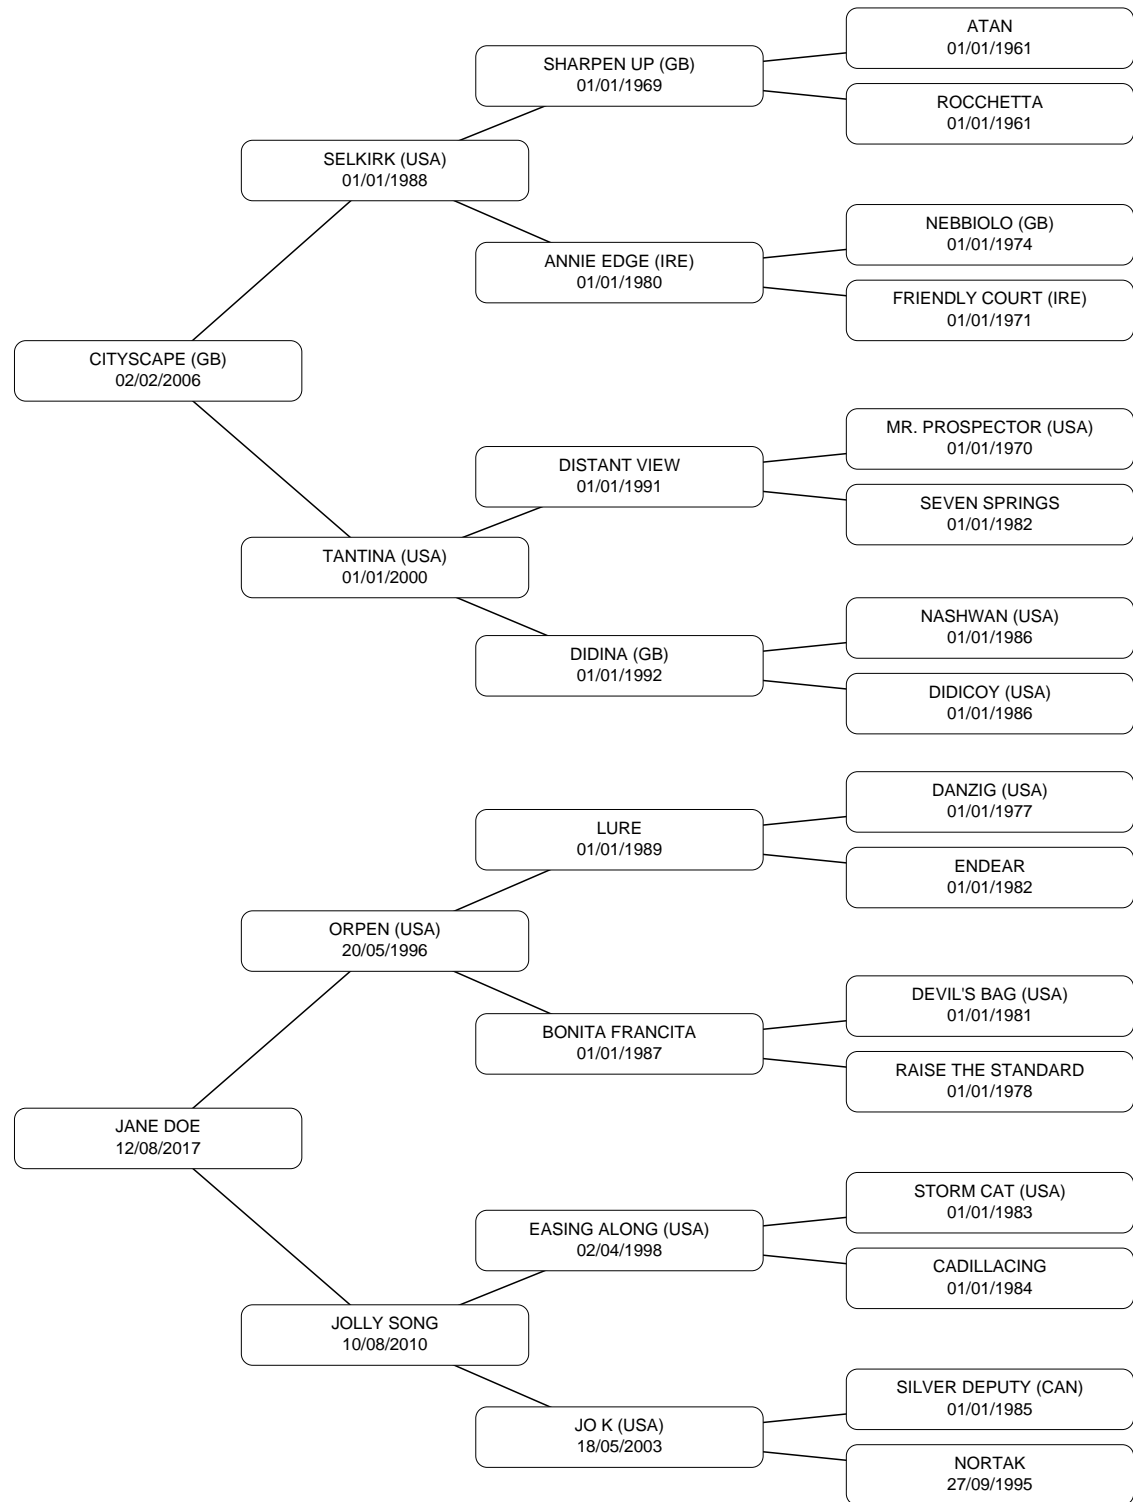 ATAN
01/01/1961
SHARPEN UP (GB)
01/01/1969
ROCCHETTA
01/01/1961
SELKIRK (USA)
01/01/1988
NEBBIOLO (GB)
01/01/1974
ANNIE EDGE (IRE)
01/01/1980
FRIENDLY COURT (IRE)
01/01/1971
CITYSCAPE (GB)
02/02/2006
MR. PROSPECTOR (USA)
01/01/1970
DISTANT VIEW
01/01/1991
SEVEN SPRINGS
01/01/1982
TANTINA (USA)
01/01/2000
NASHWAN (USA)
01/01/1986
DIDINA (GB)
01/01/1992
DIDICOY (USA)
01/01/1986
DANZIG (USA)
01/01/1977
LURE
01/01/1989
ENDEAR
01/01/1982
ORPEN (USA)
20/05/1996
DEVIL'S BAG (USA)
01/01/1981
BONITA FRANCITA
01/01/1987
RAISE THE STANDARD
01/01/1978
JANE DOE
12/08/2017
STORM CAT (USA)
01/01/1983
EASING ALONG (USA)
02/04/1998
CADILLACING
01/01/1984
JOLLY SONG
10/08/2010
SILVER DEPUTY (CAN)
01/01/1985
JO K (USA)
18/05/2003
NORTAK
27/09/1995